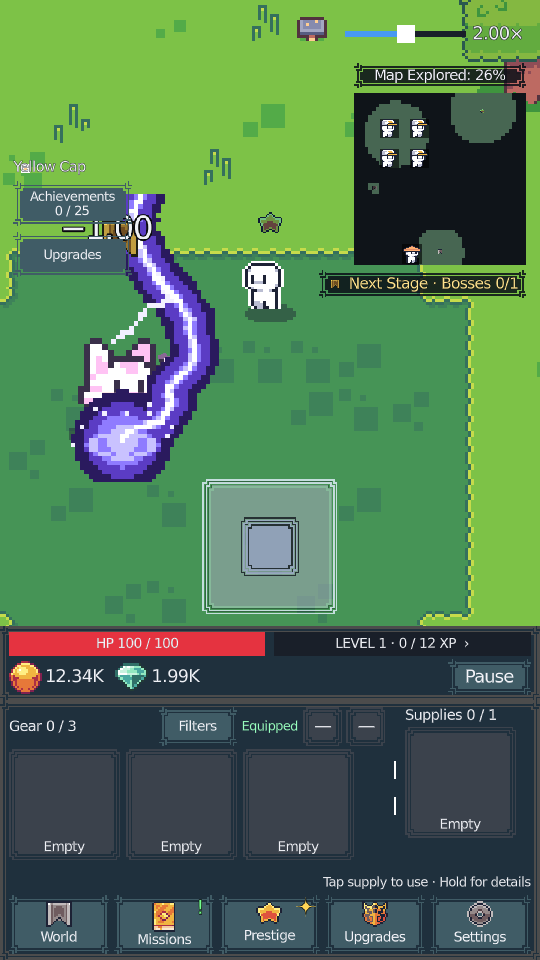 2.00×
Map Explored: 26%
Yellow Cap
Achievements
0 / 25
−1.00
Upgrades
Next Stage · Bosses 0/1
HP 100 / 100
LEVEL 1 · 0 / 12 XP ›
12.34K
1.99K
Pause
Gear 0 / 3
Filters
Equipped
—
—
Supplies 0 / 1
Empty
Empty
Empty
Empty
Tap supply to use · Hold for details
World
Missions
Prestige
Upgrades
Settings